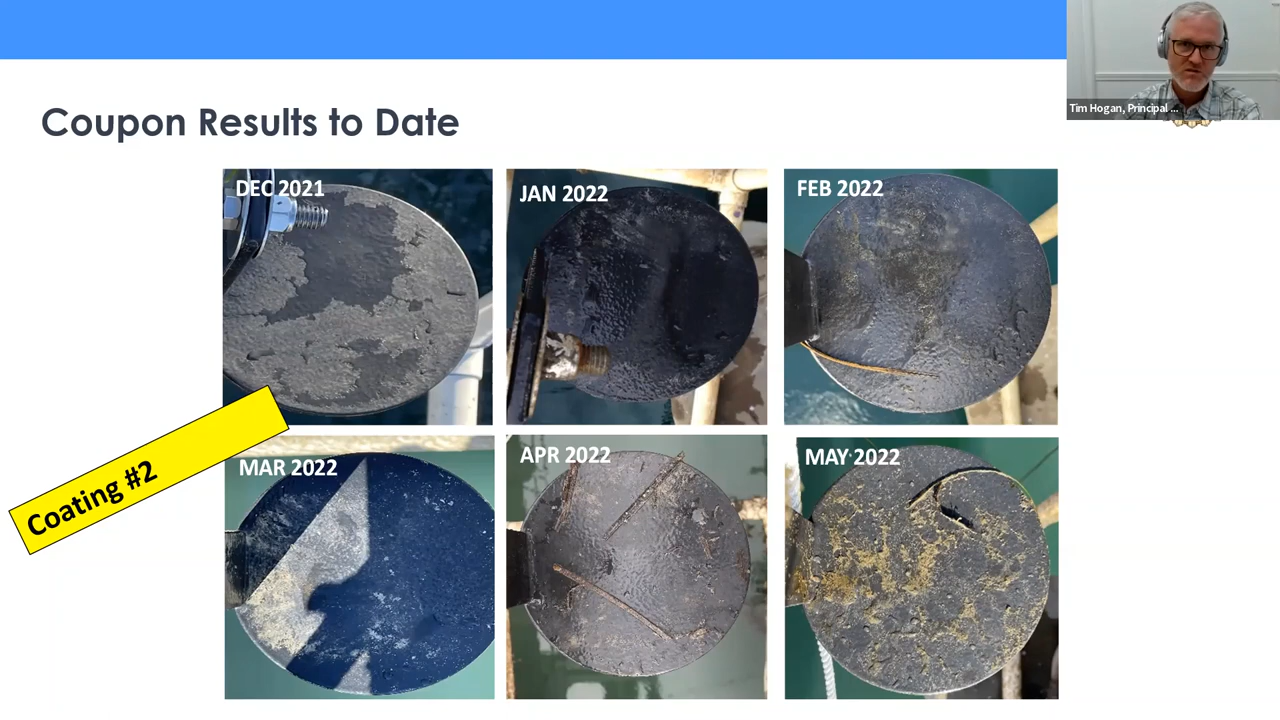 Tim Hogan, Principal ...
Coupon Results to Date
DEC 2021
JAN 2022
FEB 2022
Coating #2
MAR 2022
APR 2022
MAY 2022